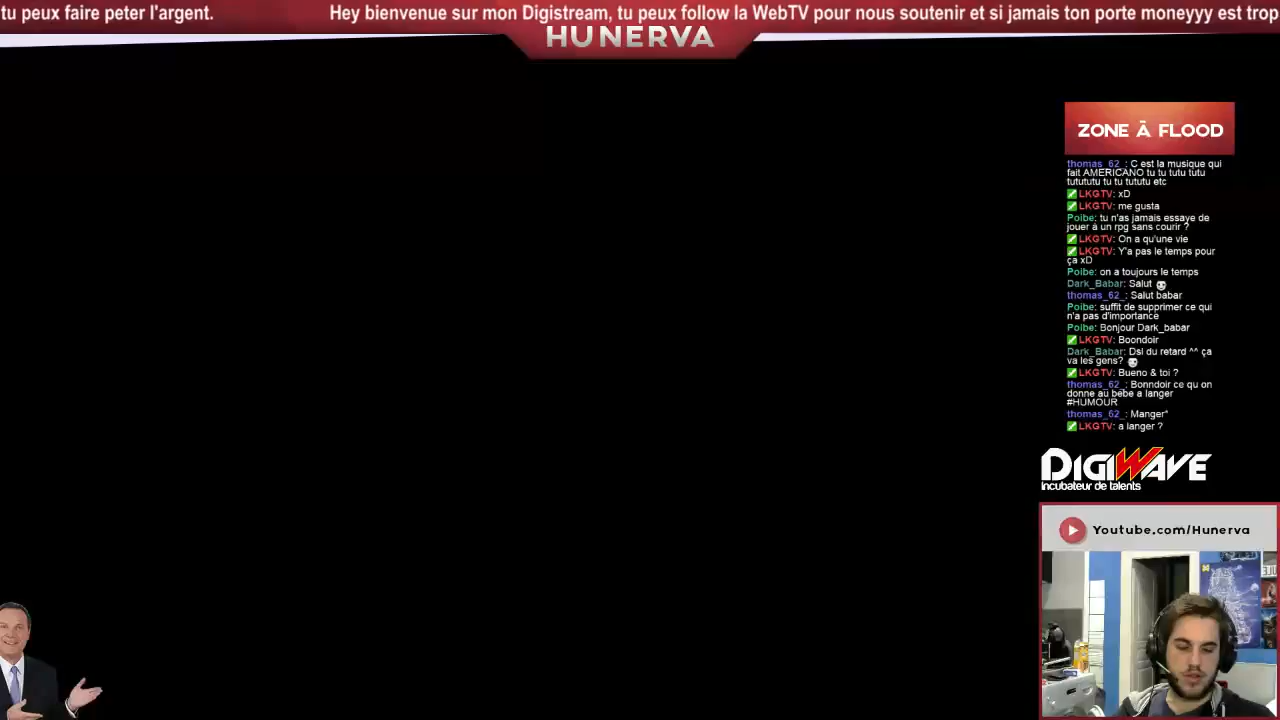 tu peux faire peter l'argent.
Hey bienvenue sur mon Digistream, tu peux follow la WebTV pour nous soutenir et si jamais ton porte moneyyy est trop
HUNERVA
ZONE À FLOOD
thomas_62_: C est la musique qui
fait AMERICANO tu tu tutu tutu
tutututu tu tu tututu etc
LKGTV: xD
LKGTV: me gusta
Poibe: tu n'as jamais essaye de
jouer à un rpg sans courir ?
LKGTV: On a qu'une vie
LKGTV: Y'a pas le temps pour
ça xD
Poibe: on a toujours le temps
Dark_Babar: Salut
thomas_62_: Salut babar
Poibe: suffit de supprimer ce qui
n'a pas d'importance
Poibe: Bonjour Dark_babar
LKGTV: Boondoir
Dark_Babar: Dsl du retard ^^ ça
va les gens?
LKGTV: Bueno & toi ?
thomas_62_: Bonndoir ce qu on
donne au bebe a langer
#HUMOUR
thomas_62_: Manger*
LKGTV: a langer ?
DIGIWAVE
incubateur de talents
Youtube.com/Hunerva